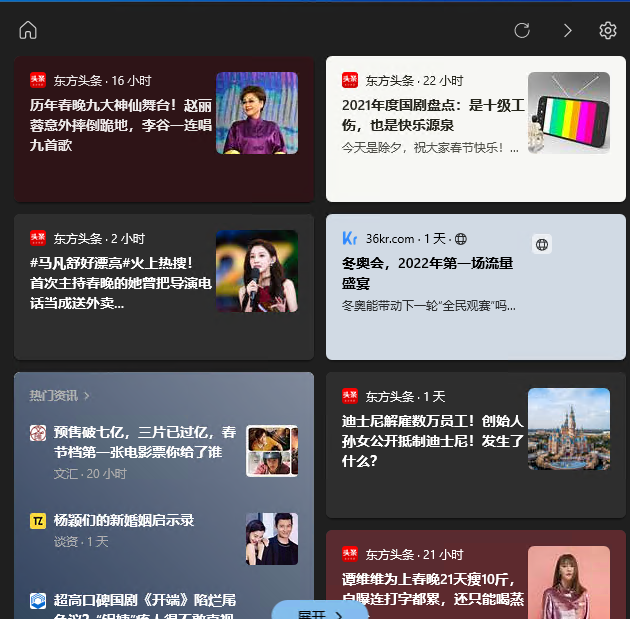 头条 东方头条 · 16 小时
历年春晚九大神仙舞台！赵丽
蓉意外摔倒跪地，李谷一连唱
九首歌
头条 东方头条 · 22 小时
2021年度国剧盘点：是十级工
伤，也是快乐源泉
今天是除夕，祝大家春节快乐！...
头条 东方头条 · 2 小时
#马凡舒好漂亮#火上热搜！
首次主持春晚的她曾把导演电
话当成送外卖...
Kr 36kr.com · 1 天 ·
冬奥会，2022年第一场流量
盛宴
冬奥能带动下一轮“全民观赛”吗...
热门资讯
预售破七亿，三片已过亿，春
节档第一张电影票你给了谁
文汇 · 20 小时
TZ 杨颖们的新婚姻启示录
谈资 · 1 天
超高口碑国剧《开端》陷烂尾
头条 东方头条 · 1 天
迪士尼解雇数万员工！创始人
孙女公开抵制迪士尼！发生了
什么？
头条 东方头条 · 21 小时
谭维维为上春晚21天瘦10斤，
自曝连打字都累，还只能喝蒸
展开